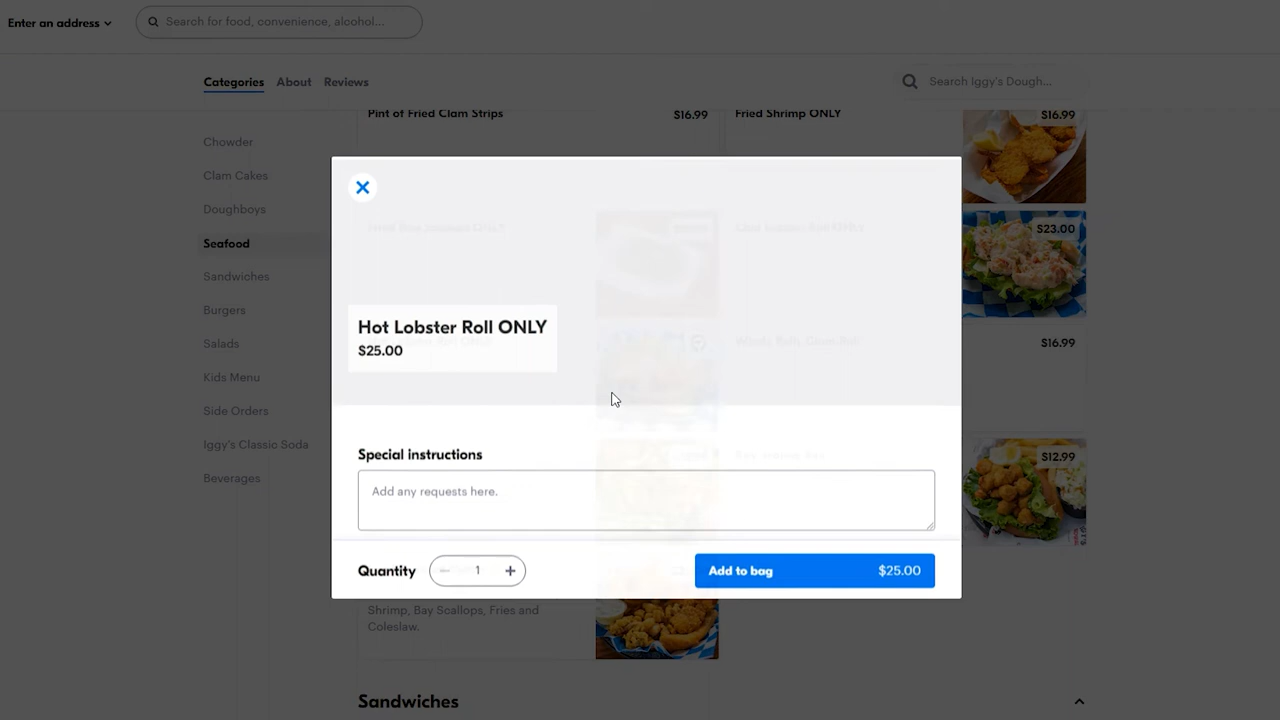 Enter an address
Search for food, convenience, alcohol...
Categories
About
Reviews
Search Iggy's Dough...
Pint of Fried Clam Strips
$16.99
Fried Shrimp ONLY
$16.99
Chowder
Clam Cakes
Doughboys
Seafood
Sandwiches
Burgers
Salads
Kids Menu
Side Orders
Iggy's Classic Soda
Beverages
$23.00
$16.99
$12.99
Hot Lobster Roll ONLY
$25.00
Special instructions
Add any requests here.
Quantity
1
Add to bag
$25.00
Shrimp, Bay Scallops, Fries and
Coleslaw.
Sandwiches